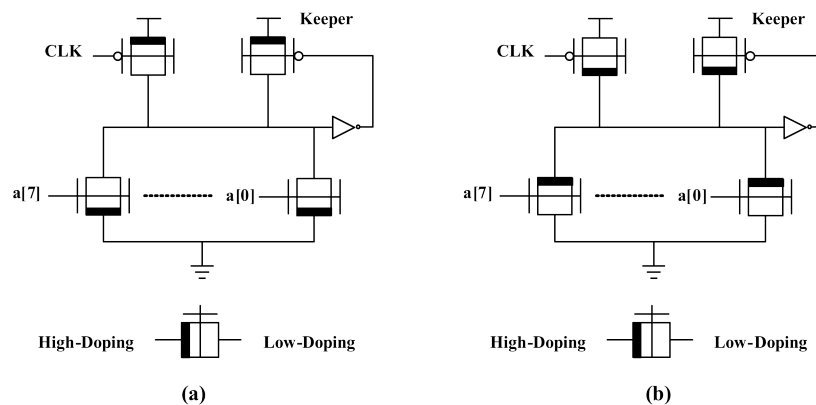 Keeper
CLK
a[7]
a[0]
High-Doping
Low-Doping
(a)
Keeper
CLK
a[7]
a[0]
High-Doping
Low-Doping
(b)